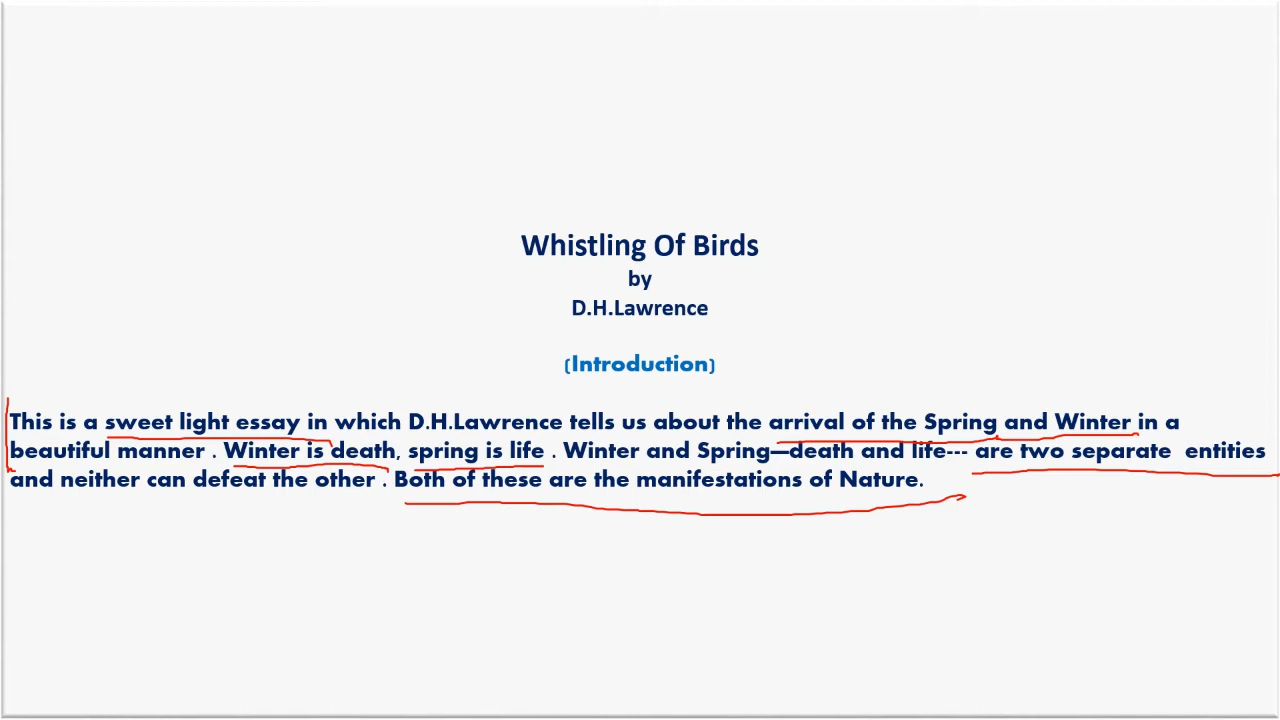 Whistling Of Birds
by
D.H.Lawrence
(Introduction)
This is a sweet light essay in which D.H.Lawrence tells us about the arrival of the Spring and Winter in a
beautiful manner . Winter is death, spring is life . Winter and Spring—death and life--- are two separate entities
and neither can defeat the other . Both of these are the manifestations of Nature.